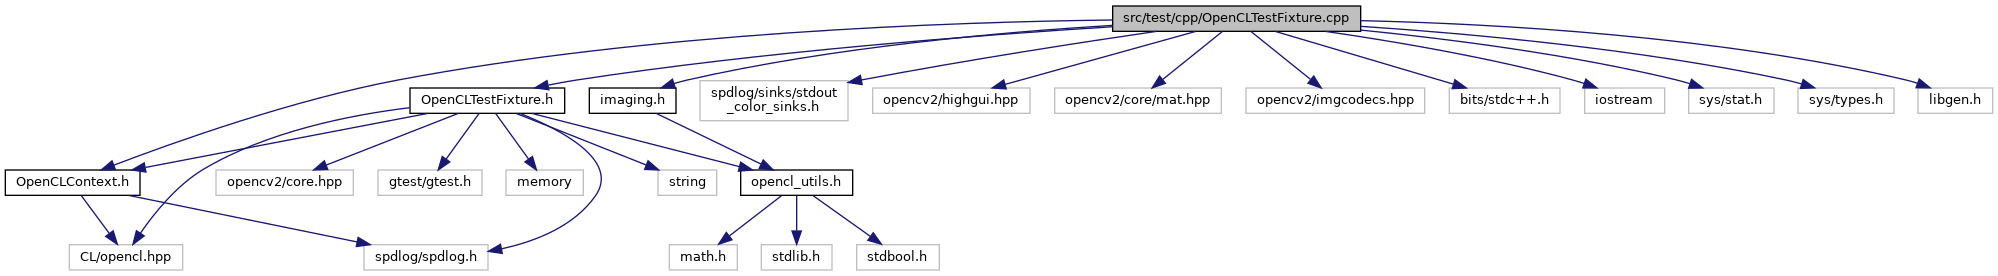 src/test/cpp/OpenCLTestFixture.cpp
OpenCLTestFixture.h
imaging.h
spdlog/sinks/stdout
_color_sinks.h
opencv2/highgui.hpp
opencv2/core/mat.hpp
opencv2/imgcodecs.hpp
bits/stdc++.h
iostream
sys/stat.h
sys/types.h
libgen.h
OpenCLContext.h
opencv2/core.hpp
gtest/gtest.h
memory
string
opencl_utils.h
CL/opencl.hpp
spdlog/spdlog.h
math.h
stdlib.h
stdbool.h